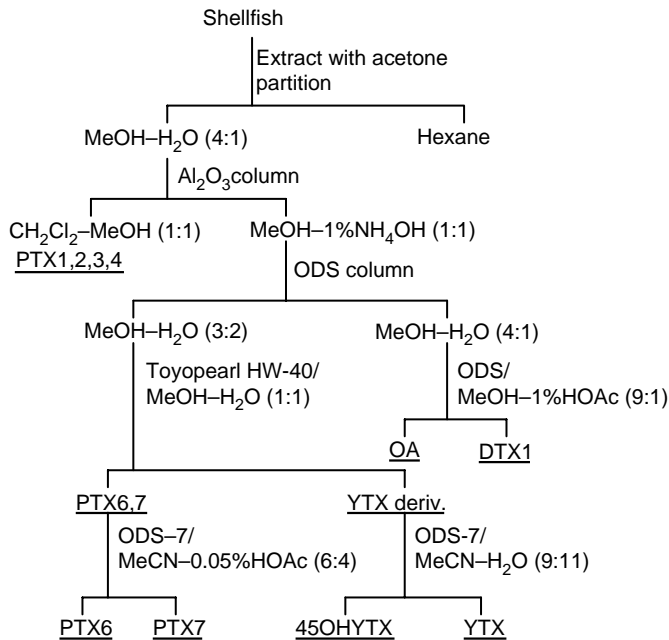 Shellfish
Extract with acetone
partition
MeOH–H₂O (4:1)
Hexane
Al₂O₃column
CH₂Cl₂–MeOH (1:1)
PTX1,2,3,4
MeOH–1%NH₄OH (1:1)
ODS column
MeOH–H₂O (3:2)
MeOH–H₂O (4:1)
Toyopearl HW-40/
MeOH–H₂O (1:1)
ODS/
MeOH–1%HOAc (9:1)
OA
DTX1
PTX6,7
YTX deriv.
ODS–7/
MeCN–0.05%HOAc (6:4)
ODS-7/
MeCN–H₂O (9:11)
PTX6
PTX7
45OHYTX
YTX